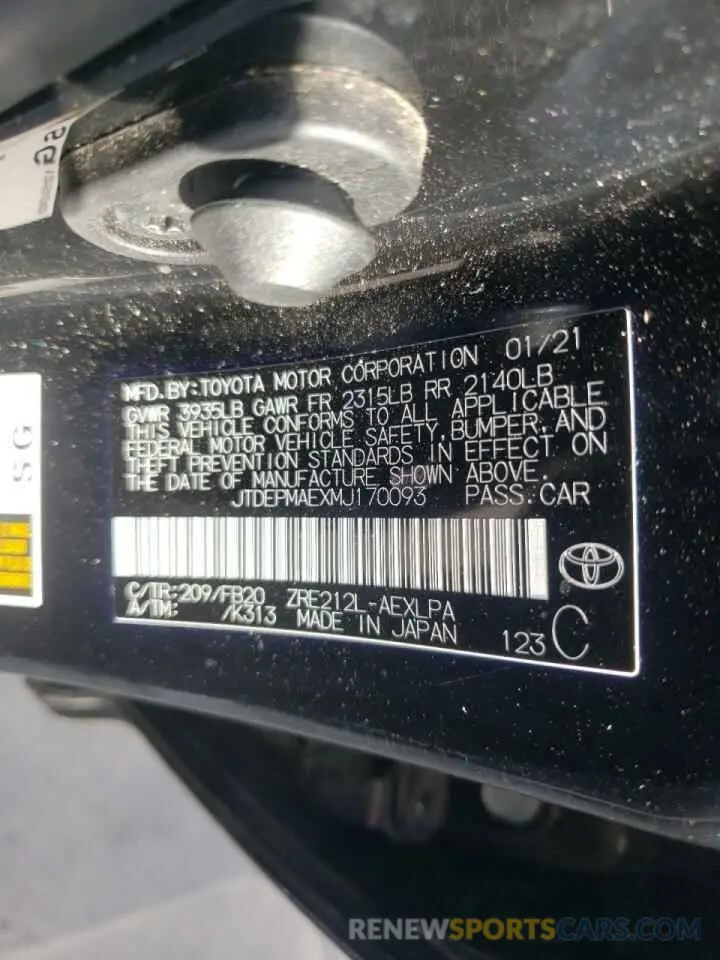 SG
SG
MFD.BY:TOYOTA MOTOR CORPORATION 01/21
GVWR 3935LB GAWR FR 2315LB RR 2140LB
THIS VEHICLE CONFORMS TO ALL APPLICABLE
FEDERAL MOTOR VEHICLE SAFETY,BUMPER,AND
THEFT PREVENTION STANDARDS IN EFFECT ON
THE DATE OF MANUFACTURE SHOWN ABOVE.
JTDEPMAEXMJ170093 PASS.CAR
C/TR:209/FB20 ZRE212L-AEXLPA
A/TM: /K313 MADE IN JAPAN
123 C
RENEWSPORTSCARS.COM